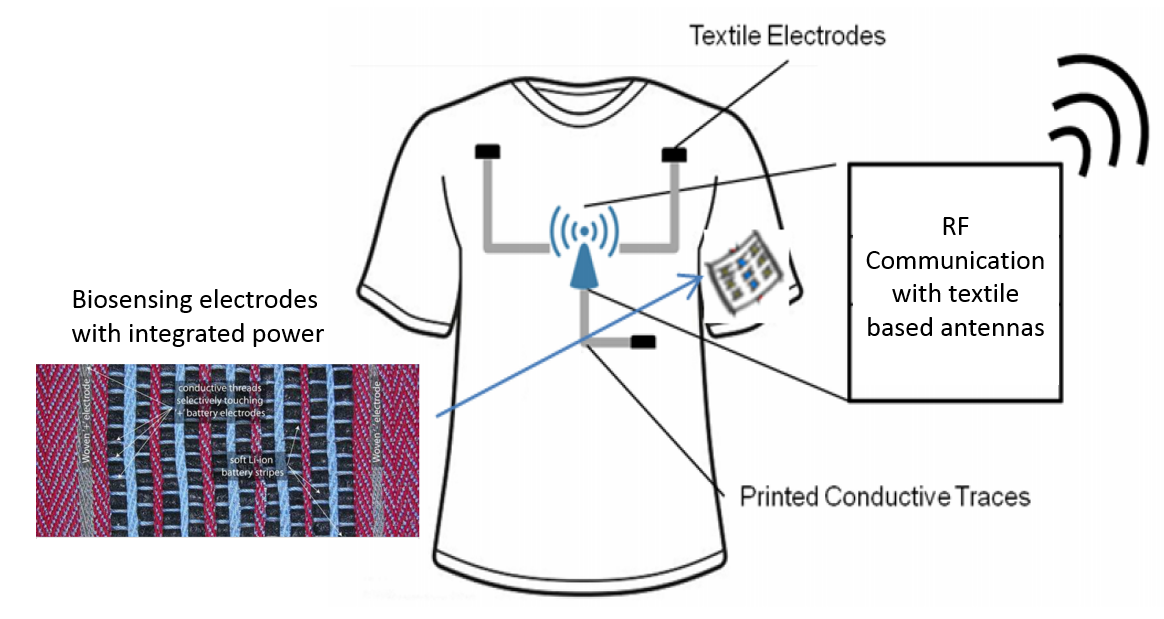 Textile Electrodes
RF
Communication
with textile
based antennas
Biosensing electrodes
with integrated power
Woven + electrode
conductive threads
selectively touching
'+' battery electrodes
soft Li-ion
battery stripes
Woven - electrode
Printed Conductive Traces